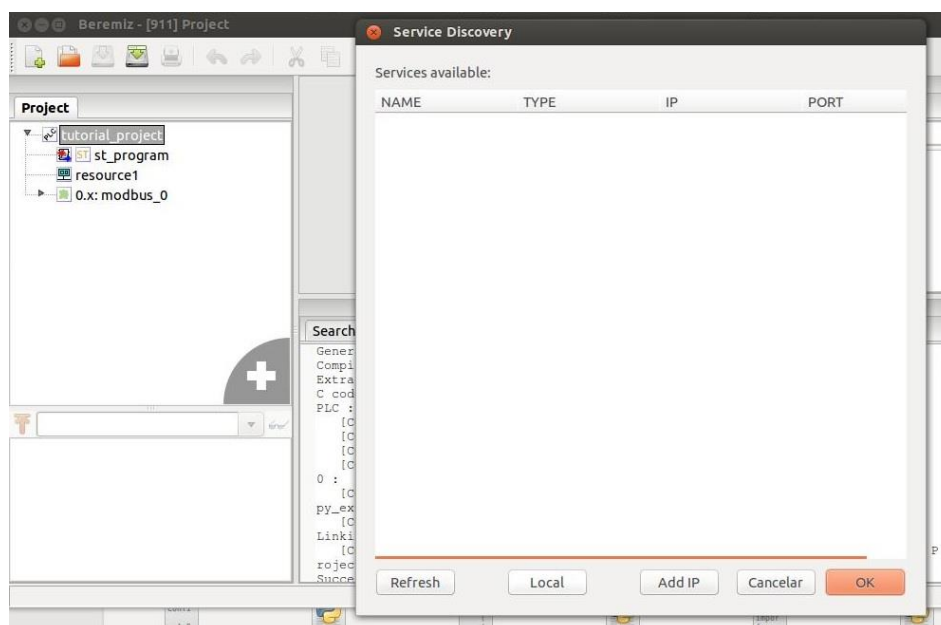 Beremiz - [911] Project
Service Discovery
Services available:
NAME TYPE IP PORT
Project
tutorial_project
ST st_program
resource1
0.x: modbus_0
Search
Gener
Compi
Extra
C cod
PLC :
[C
[C
[C
[C
0 :
[C
py_ex
[C
Linki
[C
P
rojec
Succe
Refresh Local Add IP Cancelar OK